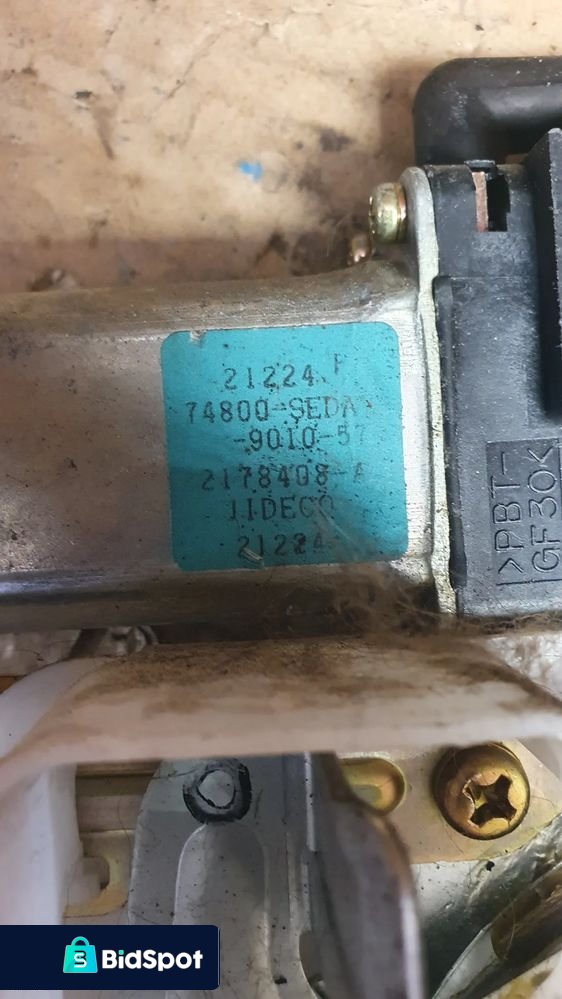 21224 F
74800-SEDA
-9010-57
2178408-A
JIDECO
21224
>PBT-
GF30<
BidSpot